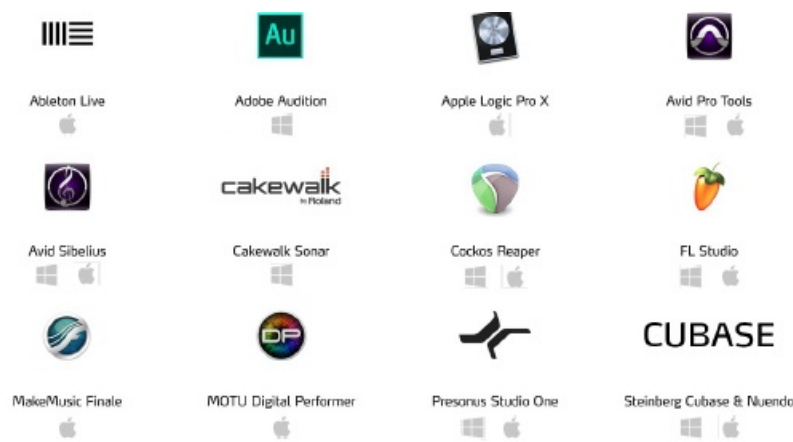 Au
Ableton Live
Adobe Audition
Apple Logic Pro X
Avid Pro Tools
cakewalk
by Roland
Avid Sibelius
Cakewalk Sonar
Cockos Reaper
FL Studio
DP
CUBASE
MakeMusic Finale
MOTU Digital Performer
Presonus Studio One
Steinberg Cubase & Nuendo